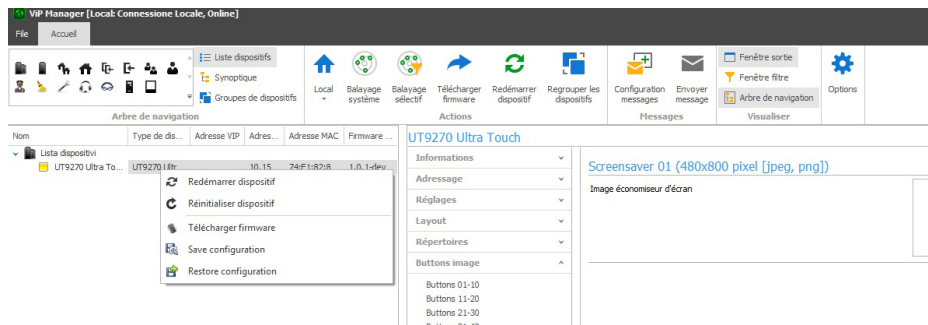 ViP Manager [Local: Connessione Locale, Online]
File Accueil
Liste dispositifs
Synoptique
Groupes de dispositifs
Local
Balayage système
Balayage sélectif
Télécharger firmware
Redémarrer dispositif
Regrouper les dispositifs
Configuration messages
Envoyer message
Fenêtre sortie
Fenêtre filtre
Arbre de navigation
Options
Arbre de navigation Actions Messages Visualiser
Nom Type de dis... Adresse VIP Adres... Adresse MAC Firmware ...
Lista dispositivi
UT9270 Ultra To... UT9270 Ultr 10.15 74:E1:82:8 1.0.1-dev
Redémarrer dispositif
Réinitialiser dispositif
Télécharger firmware
Save configuration
Restore configuration
UT9270 Ultra Touch
Informations
Adressage
Réglages
Layout
Répertoires
Buttons image
Buttons 01-10
Buttons 11-20
Buttons 21-30
Screensaver 01 (480x800 pixel [jpeg, png])
Image économiseur d'écran